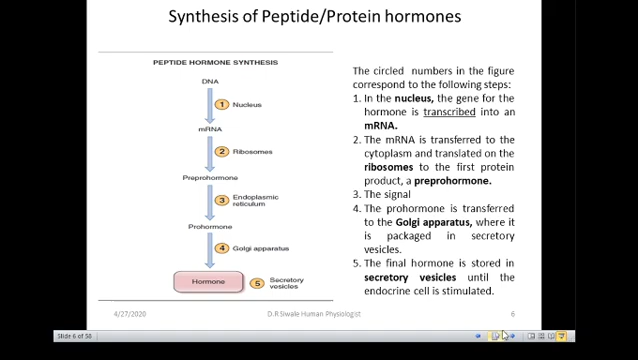 Synthesis of Peptide/Protein hormones
PEPTIDE HORMONE SYNTHESIS
DNA
1 Nucleus
mRNA
2 Ribosomes
Preprohormone
3 Endoplasmic
reticulum
Prohormone
4 Golgi apparatus
Hormone
5 Secretory
vesicles
The circled numbers in the figure
correspond to the following steps:
1. In the nucleus, the gene for the
hormone is transcribed into an
mRNA.
2. The mRNA is transferred to the
cytoplasm and translated on the
ribosomes to the first protein
product, a preprohormone.
3. The signal
4. The prohormone is transferred
to the Golgi apparatus, where it
is packaged in secretory
vesicles.
5. The final hormone is stored in
secretory vesicles until the
endocrine cell is stimulated.
4/27/2020
D.R Siwale Human Physiologist
6
Slide 6 of 58